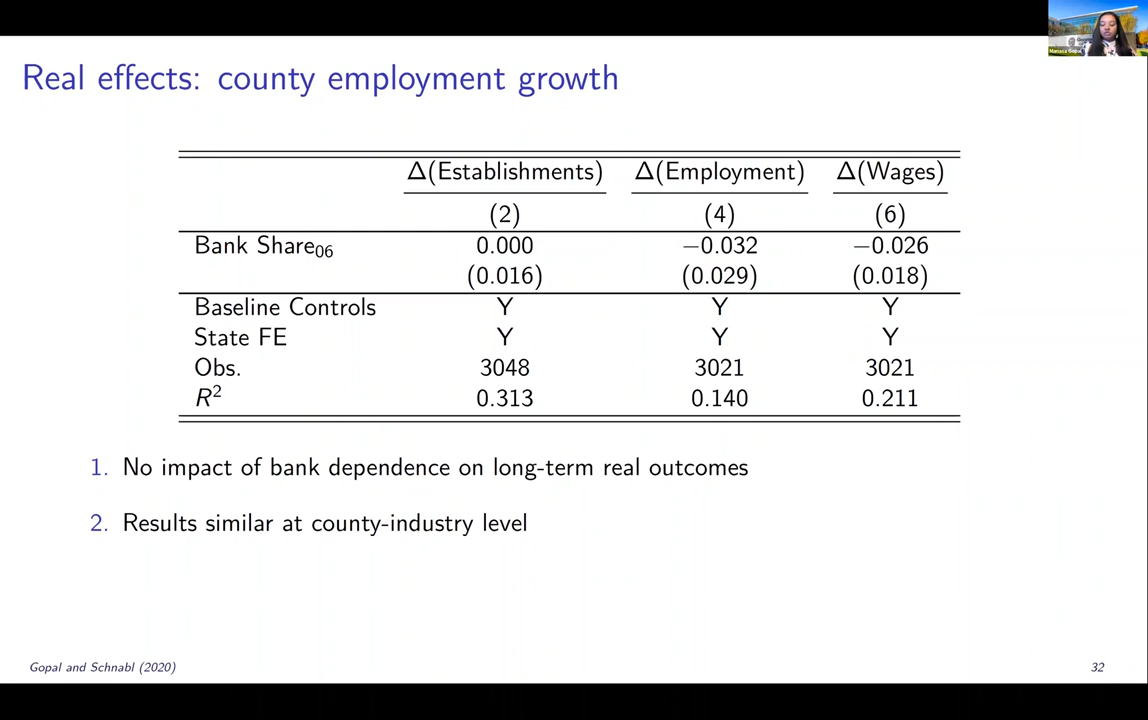 Manasa Gopal
Real effects: county employment growth
Δ(Establishments) Δ(Employment) Δ(Wages)
(2) (4) (6)
Bank Share06 0.000 −0.032 −0.026
(0.016) (0.029) (0.018)
Baseline Controls Y Y Y
State FE Y Y Y
Obs. 3048 3021 3021
R² 0.313 0.140 0.211
1. No impact of bank dependence on long-term real outcomes
2. Results similar at county-industry level
Gopal and Schnabl (2020) 32